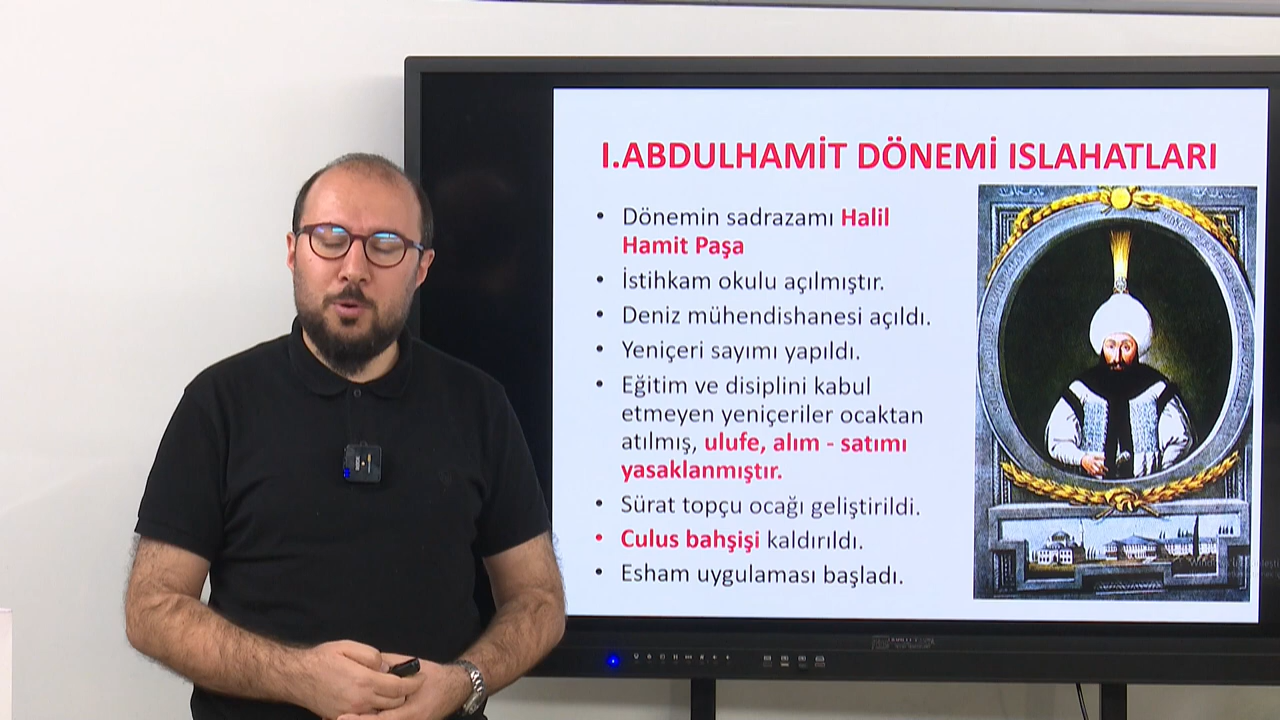 I.ABDULHAMİT DÖNEMİ ISLAHATLARI
• Dönemin sadrazamı Halil
Hamit Paşa
• İstihkam okulu açılmıştır.
• Deniz mühendishanesi açıldı.
• Yeniçeri sayımı yapıldı.
• Eğitim ve disiplini kabul
etmeyen yeniçeriler ocaktan
atılmış, ulufe, alım - satımı
yasaklanmıştır.
• Sürat topçu ocağı geliştirildi.
• Culus bahşişi kaldırıldı.
• Esham uygulaması başladı.